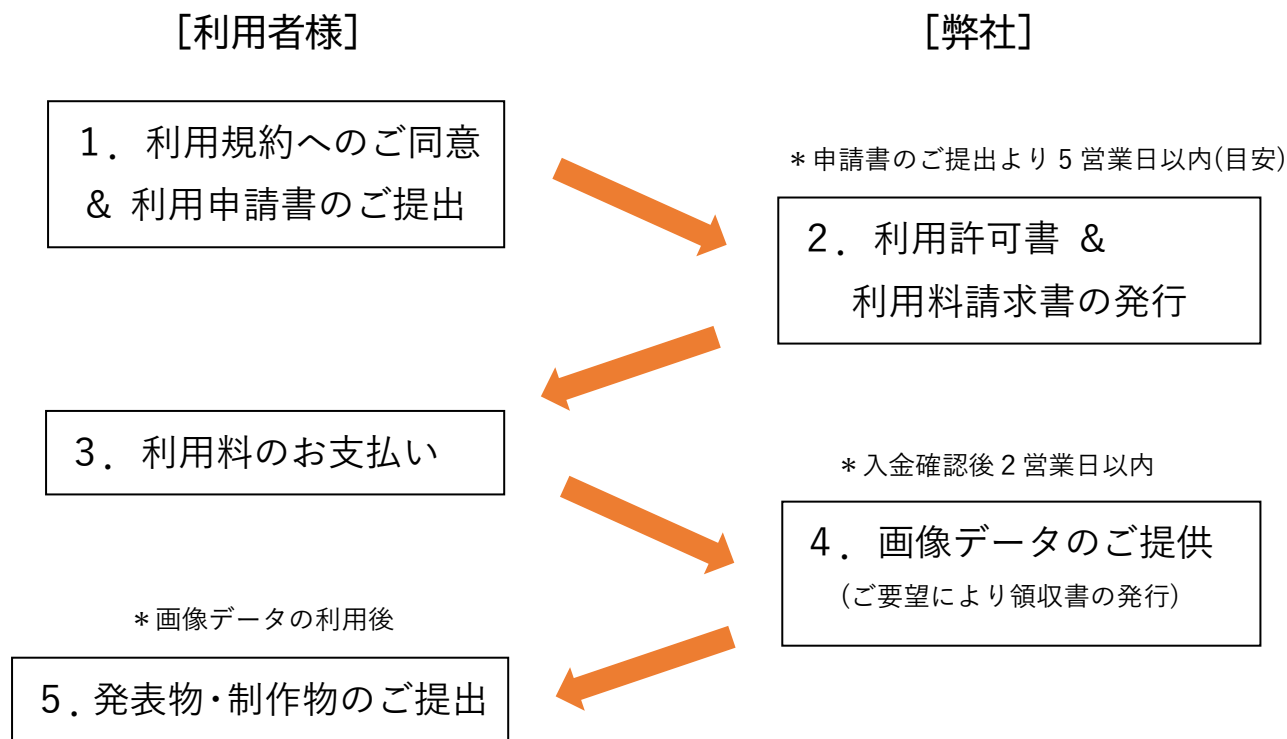 ［利用者様］
［弊社］
1．利用規約へのご同意
& 利用申請書のご提出
＊申請書のご提出より 5 営業日以内(目安)
2．利用許可書 &
利用料請求書の発行
3．利用料のお支払い
＊入金確認後 2 営業日以内
4．画像データのご提供
(ご要望により領収書の発行)
＊画像データの利用後
5．発表物・制作物のご提出